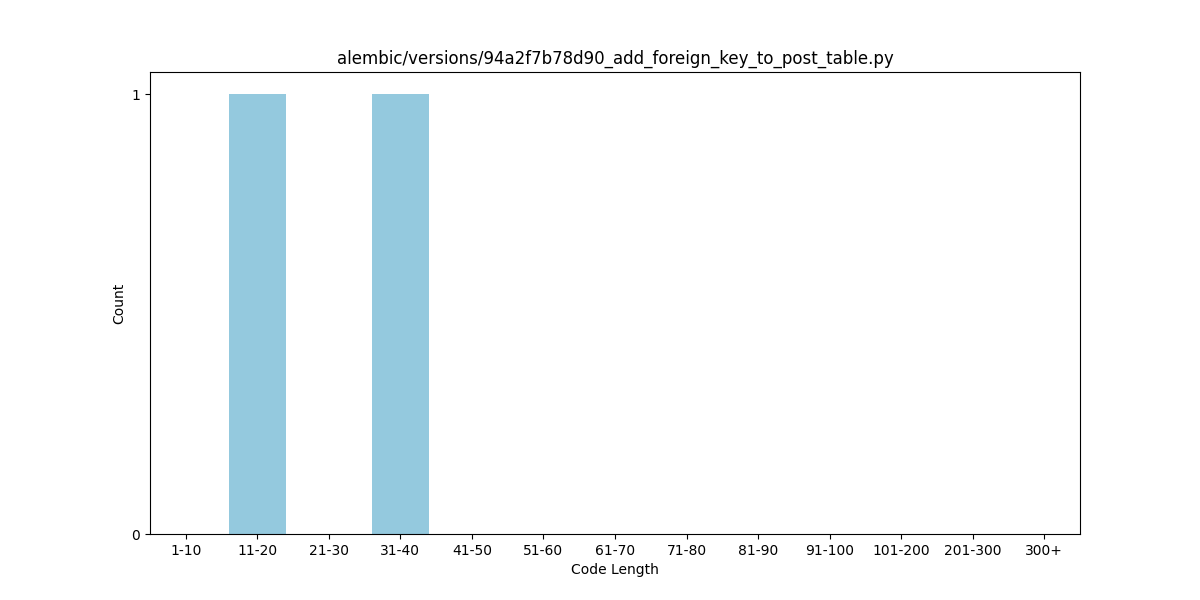 alembic/versions/94a2f7b78d90_add_foreign_key_to_post_table.py
1
Count
0
1-10 11-20 21-30 31-40 41-50 51-60 61-70 71-80 81-90 91-100 101-200 201-300 300+
Code Length